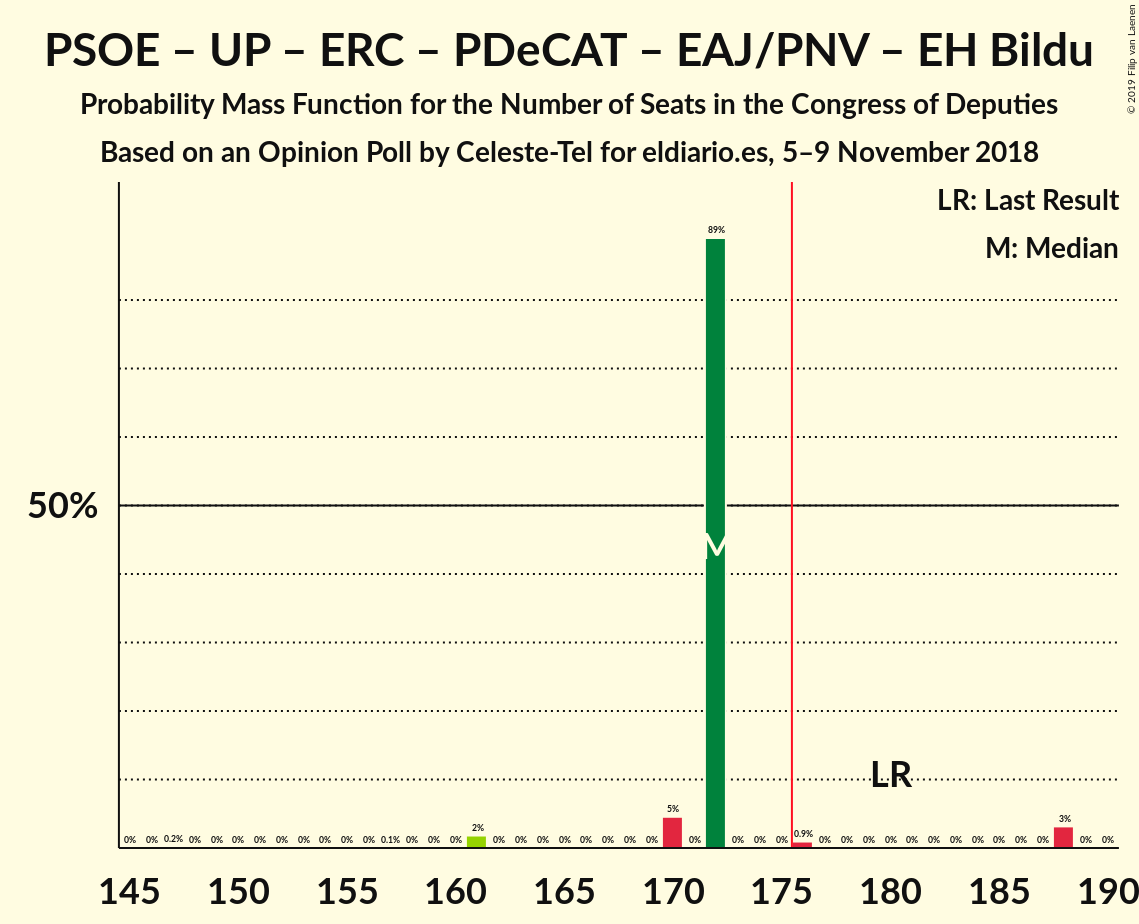 PSOE – UP – ERC – PDeCAT – EAJ/PNV – EH Bildu
Probability Mass Function for the Number of Seats in the Congress of Deputies
Based on an Opinion Poll by Celeste-Tel for eldiario.es, 5–9 November 2018
© 2019 Filip van Laenen
LR: Last Result
M: Median
89%
50%
M
LR
0% 0% 0.2% 0% 0% 0% 0% 0% 0% 0% 0% 0% 0.1% 0% 0% 0% 2% 0% 0% 0% 0% 0% 0% 0% 0% 5% 0% 0% 0% 0% 0.9% 0% 0% 0% 0% 0% 0% 0% 0% 0% 0% 0% 3% 0% 0%
145 150 155 160 165 170 175 180 185 190